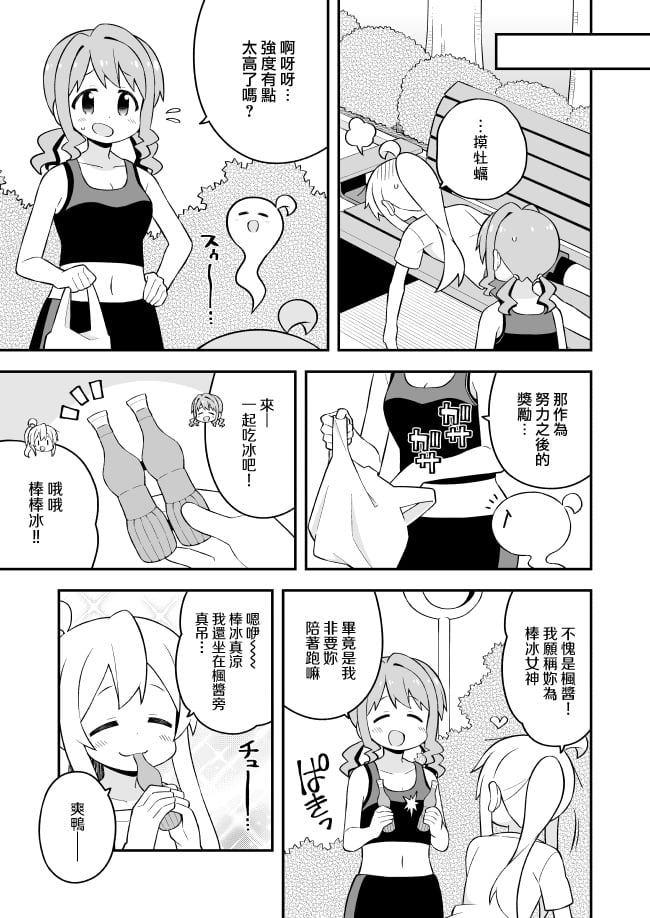 …摸牡蠣
啊呀呀…
強度有點
太高了嗎？
スゥー…
那作為
努力之後的
獎勵…
ガサ
ガサ
來—
一起吃冰吧！
哦哦
棒棒冰!!
不愧是楓醬！
我願稱妳為
棒冰女神
畢竟是我
非要妳
陪著跑嘛
ぱきっ
嗯咿~~
棒冰真涼
我還坐在楓醬旁
真吊…
チュー…
爽鴨—